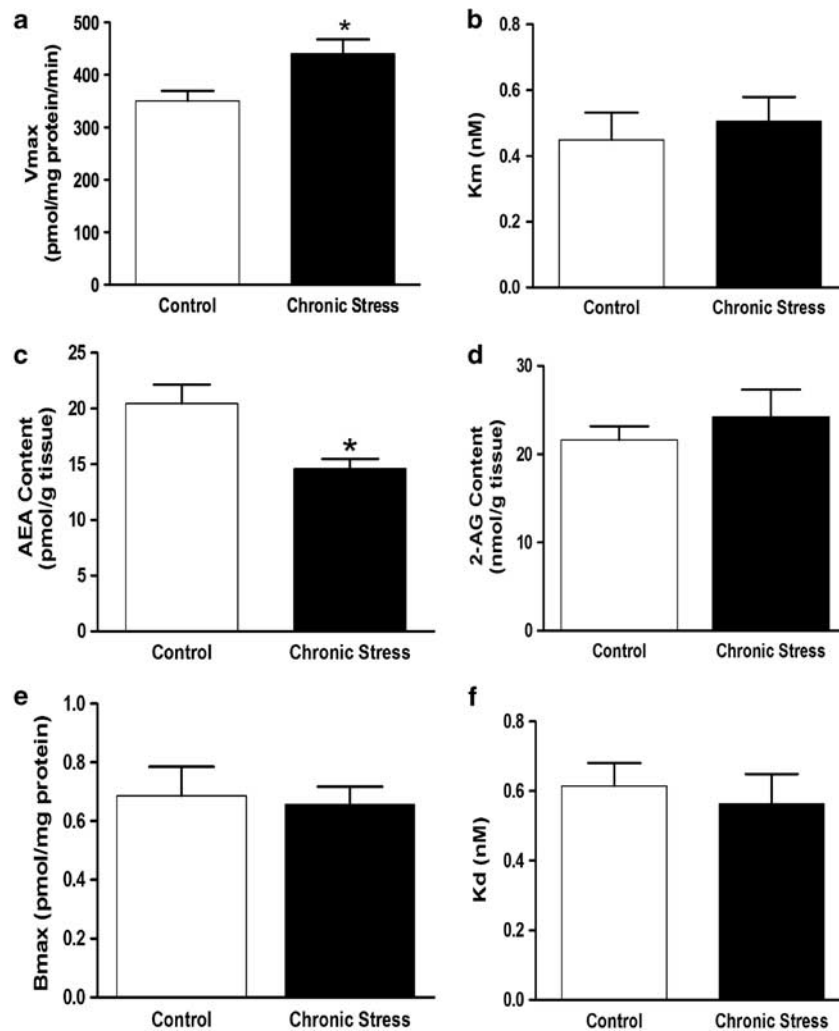 a
Vmax
(pmol/mg protein/min)
500
400
300
200
100
0
*
Control
Chronic Stress
b
Km (nM)
0.8
0.6
0.4
0.2
0.0
Control
Chronic Stress
c
AEA Content
(pmol/g tissue)
25
20
15
10
5
0
*
Control
Chronic Stress
d
2-AG Content
(nmol/g tissue)
30
20
10
0
Control
Chronic Stress
e
Bmax (pmol/mg protein)
1.0
0.8
0.6
0.4
0.2
0.0
Control
Chronic Stress
f
Kd (nM)
0.8
0.6
0.4
0.2
0.0
Control
Chronic Stress